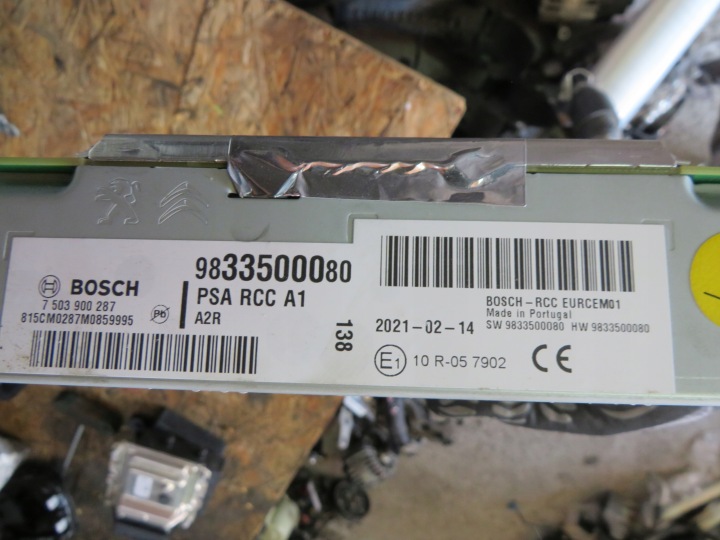 BOSCH
7 503 900 287
815CM0287M0859995
Pb
9833500080
PSA RCC A1
A2R
138
BOSCH-RCC EURCEM01
Made in Portugal
2021-02-14
SW 9833500080 HW 9833500080
E1 10 R-05 7902
CE